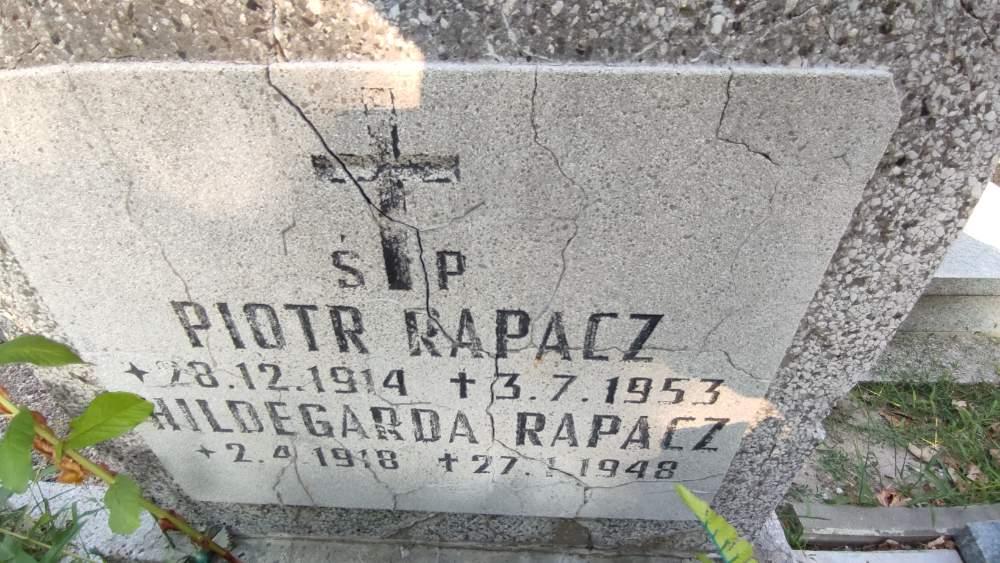 Ś P
PIOTR RAPACZ
★ 28.12.1914 ✝ 3.7.1953
HILDEGARDA RAPACZ
★ 2.4.1918 ✝ 27.1.1948